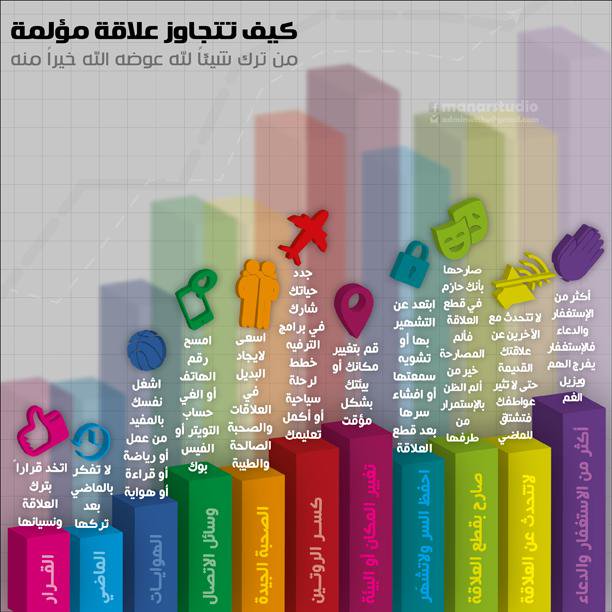 كيف تتجاوز علاقة مؤلمة
من ترك شيئاً لله عوضه الله خيراً منه
manarstudio
أكثر من
الإستغفار
والدعاء
فالإستغفار
يفرج الهم
ويزيل
الغم
لا تتحدث مع
الأخرين عن
علاقتك
القديمة
حتى لا تثير
عواطفك
فتشتاق
للماضي
صارحها
بأنك حازم
في قطع
العلاقة
فألم
المصارحة
خير من
ألم الظن
بالإستمرار
من
طرفها
ابتعد عن
التشهير
بها أو
تشويه
سمعتها
أو افشاء
سرها
بعد قطع
العلاقة
قم بتغيير
مكانك أو
بيئتك
بشكل
مؤقت
جدد
حياتك
شارك
في برامج
الترفيه
خطط
لرحلة
سياحية
أو أكمل
تعليمك
اسعى
لايجاد
البديل
في
العلاقات
والصحبة
الصالحة
والطيبة
امسح
رقم
الهاتف
أو الغي
حساب
التويتر أو
الفيس
بوك
اشغل
نفسك
بالمفيد
من عمل
أو رياضة
أو قراءة
أو هواية
لا تفكر
بالماضي
بعد
تركها
اتخد قراراً
بترك
العلاقة
ونسيانها
أكثر من الاستغفار والدعاء
لاتتحدث عن العلاقة
صارح بقطع العلاقة
احفظ السر ولاتشهر
تغيير المكان أو البيئة
كسر الروتين
الصحبة الجيدة
وسائل الإتصال
الهوايات
الماضي
القرار